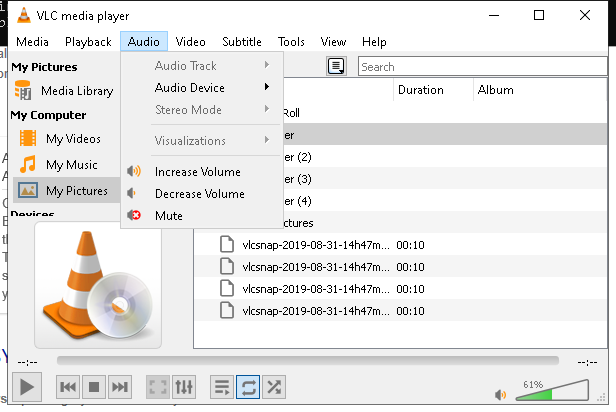 VLC media player
Media Playback Audio Video Subtitle Tools View Help
My Pictures
Media Library
My Computer
My Videos
My Music
My Pictures
Devices
Audio Track
Audio Device
Stereo Mode
Visualizations
Increase Volume
Decrease Volume
Mute
Search
Duration Album
Roll
er
er (2)
er (3)
er (4)
ctures
vlcsnap-2019-08-31-14h47m... 00:10
vlcsnap-2019-08-31-14h47m... 00:10
vlcsnap-2019-08-31-14h47m... 00:10
vlcsnap-2019-08-31-14h47m... 00:10
--:-- --:--
61%